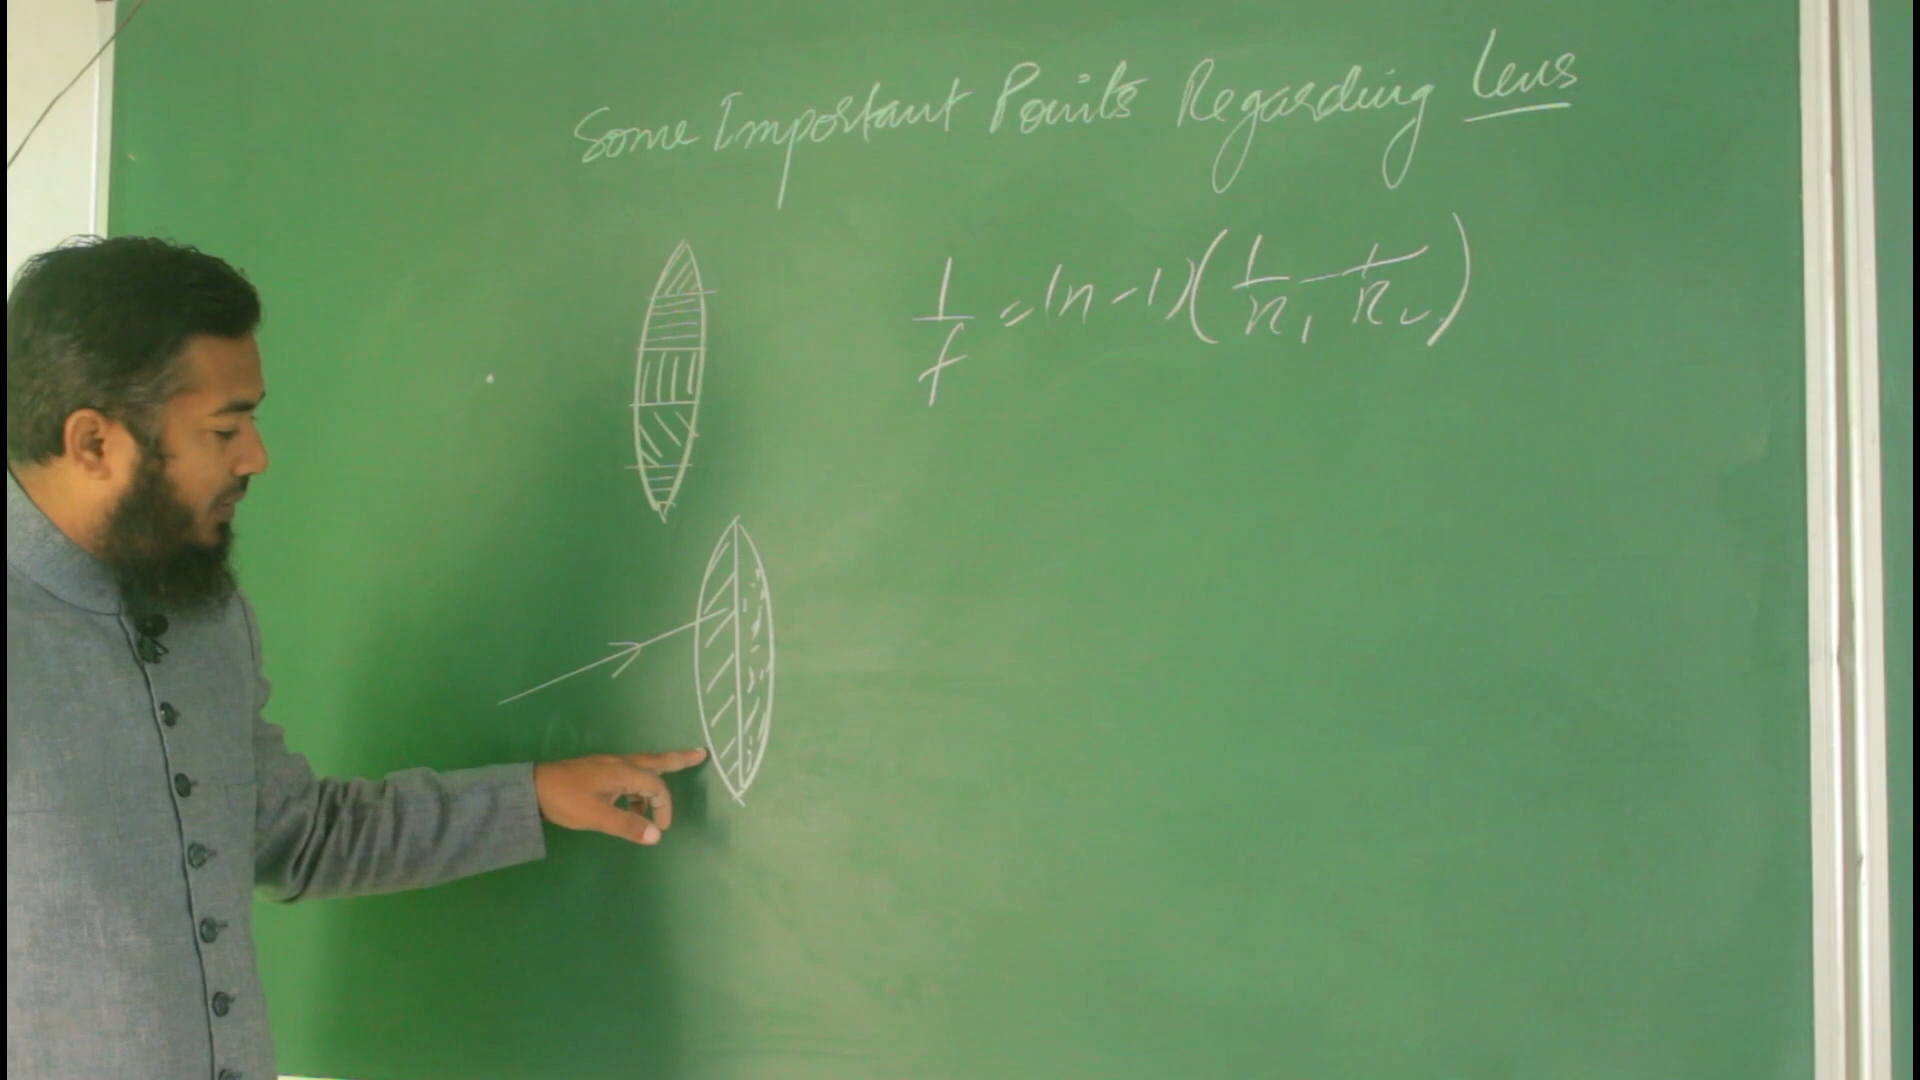 Some Important Points Regarding Lens
1/f = (n-1)(1/R1 - 1/R2)